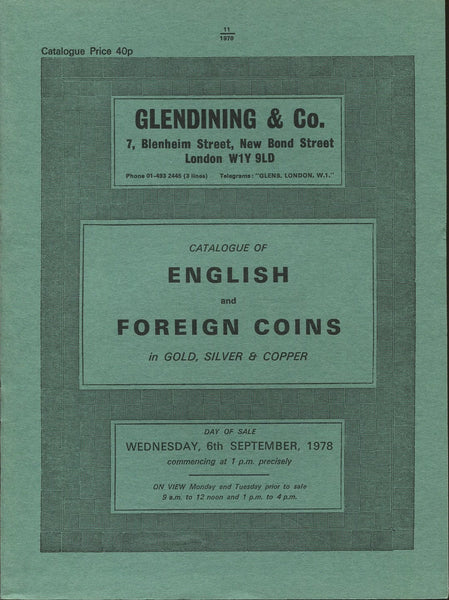 11
1978
Catalogue Price 40p
GLENDINING & Co.
7, Blenheim Street, New Bond Street
London W1Y 9LD
Phone 01-493 2445 (3 lines) Telegrams: "GLENS, LONDON, W.1."
CATALOGUE OF
ENGLISH
and
FOREIGN COINS
in GOLD, SILVER & COPPER
DAY OF SALE
WEDNESDAY, 6th SEPTEMBER, 1978
commencing at 1 p.m. precisely
ON VIEW Monday and Tuesday prior to sale
9 a.m. to 12 noon and 1 p.m. to 4 p.m.